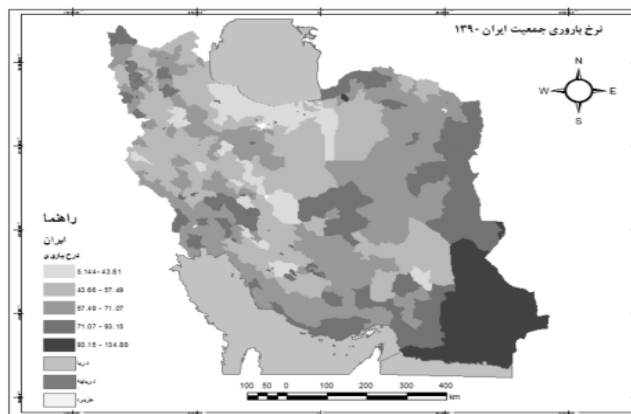 نرخ باروری جمعیت ایران ۱۳۹۰
N
W E
S
راهنما
ایران
نرخ باروری
5.144 - 43.61
43.66 - 57.49
57.49 - 71.07
71.07 - 93.15
93.15 - 134.88
دریا
دریاچه
جزیره
100 50 0 100 200 300 400
km